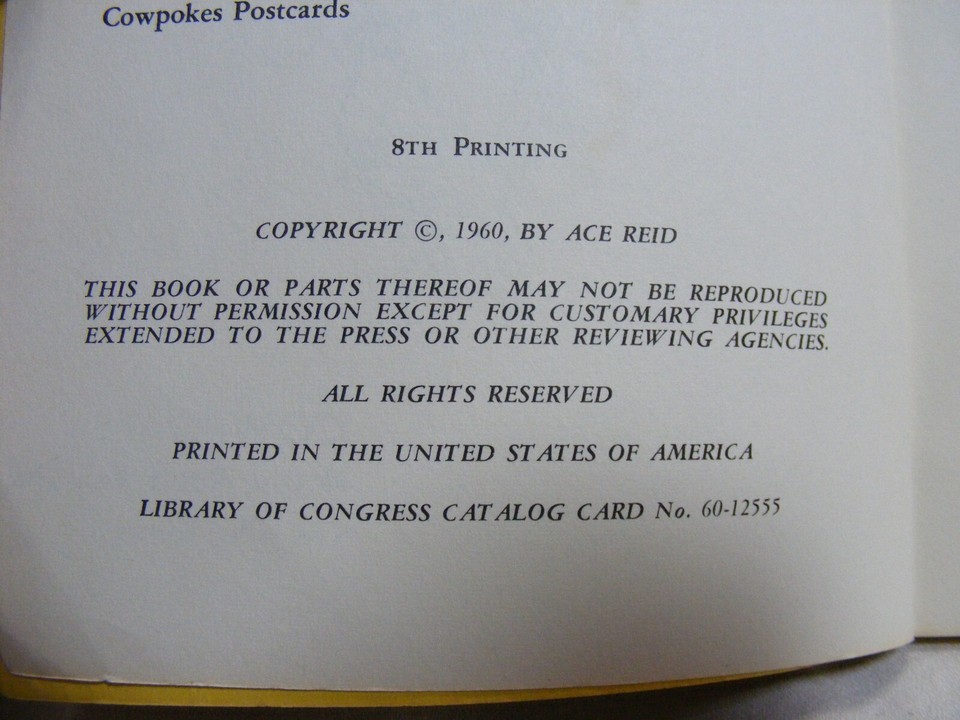 Cowpokes Postcards
8TH PRINTING
COPYRIGHT ©, 1960, BY ACE REID
THIS BOOK OR PARTS THEREOF MAY NOT BE REPRODUCED
WITHOUT PERMISSION EXCEPT FOR CUSTOMARY PRIVILEGES
EXTENDED TO THE PRESS OR OTHER REVIEWING AGENCIES.
ALL RIGHTS RESERVED
PRINTED IN THE UNITED STATES OF AMERICA
LIBRARY OF CONGRESS CATALOG CARD No. 60-12555